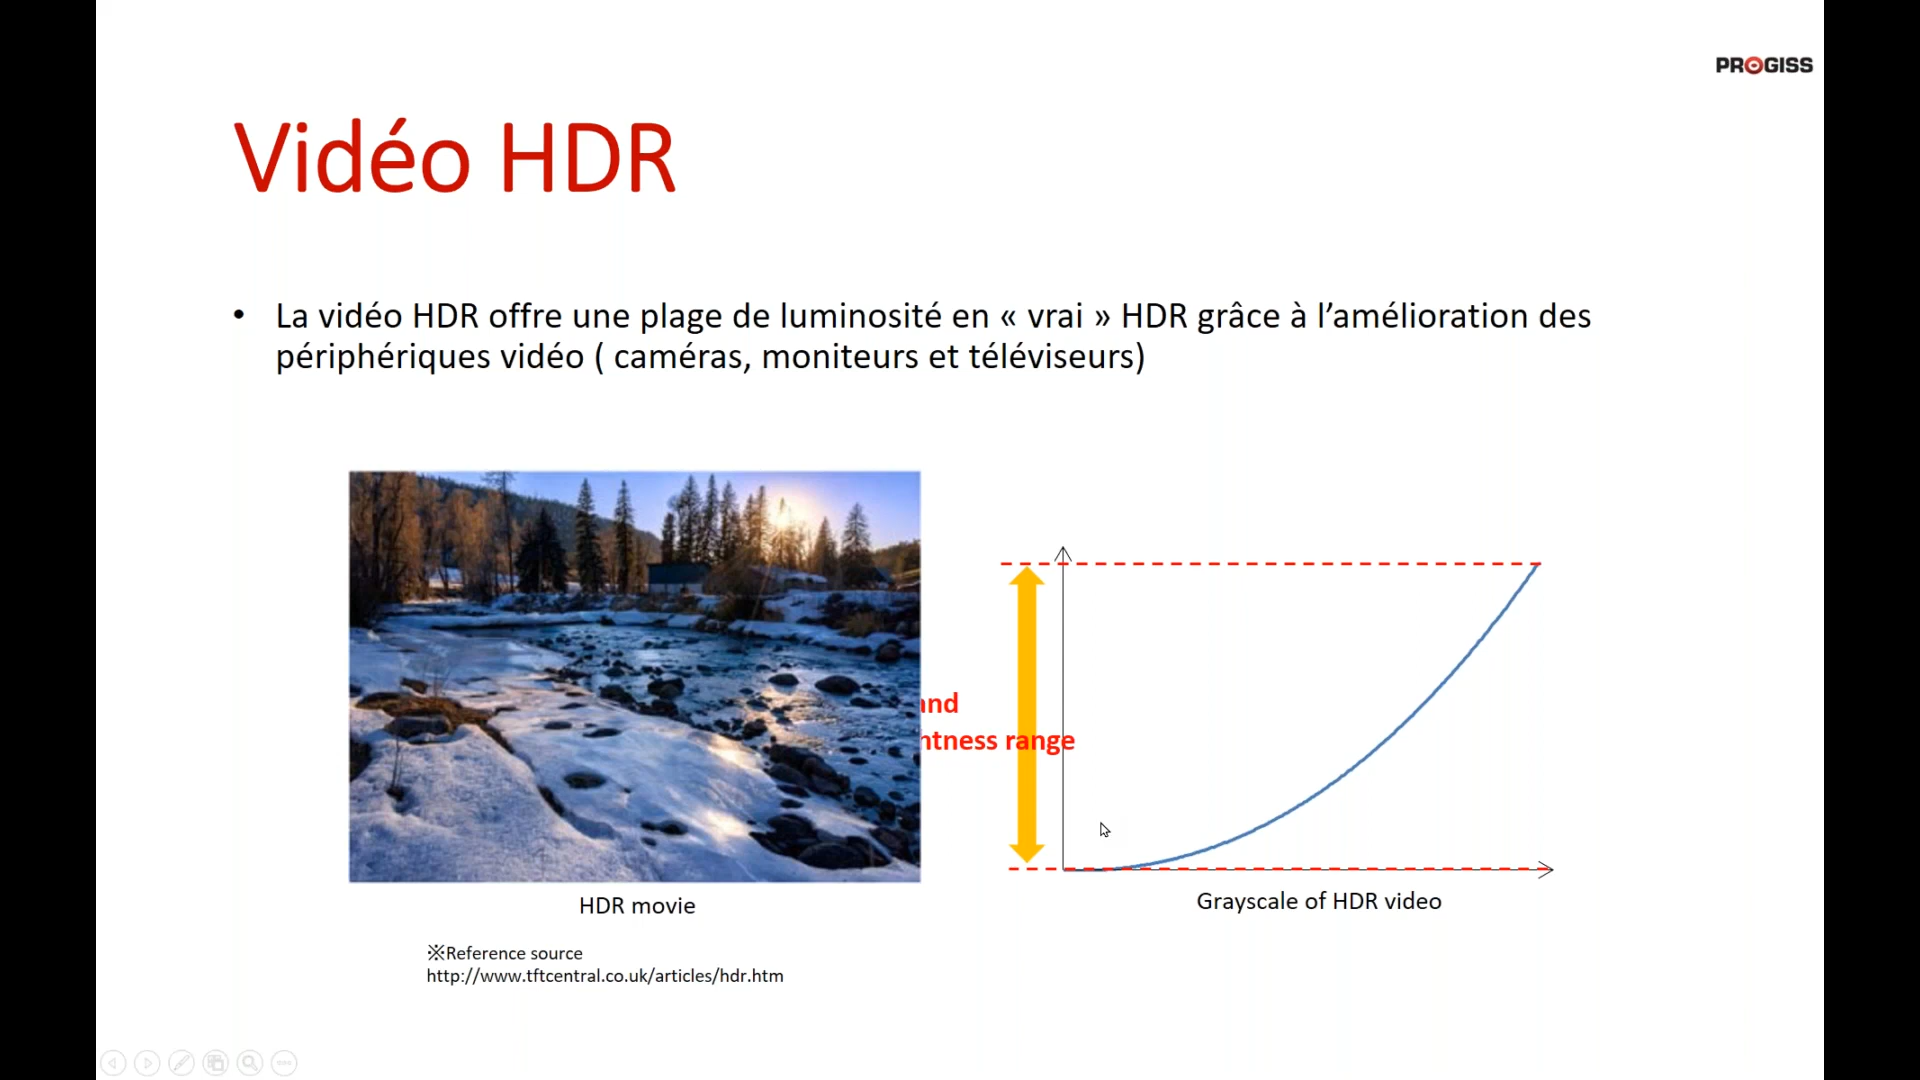 PROGISS
Vidéo HDR
• La vidéo HDR offre une plage de luminosité en « vrai » HDR grâce à l’amélioration des
périphériques vidéo ( caméras, moniteurs et téléviseurs)
and
htness range
HDR movie
Grayscale of HDR video
※Reference source
http://www.tftcentral.co.uk/articles/hdr.htm